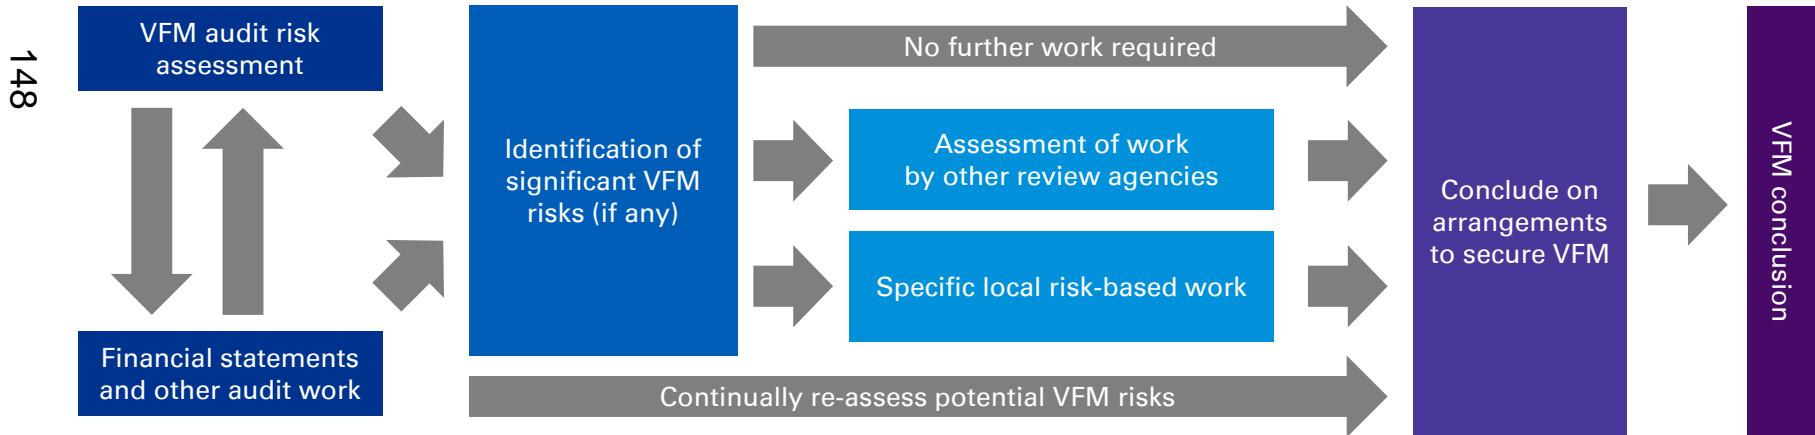 148
VFM audit risk
assessment
Financial statements
and other audit work
Identification of
significant VFM
risks (if any)
No further work required
Assessment of work
by other review agencies
Specific local risk-based work
Continually re-assess potential VFM risks
Conclude on
arrangements
to secure VFM
VFM conclusion